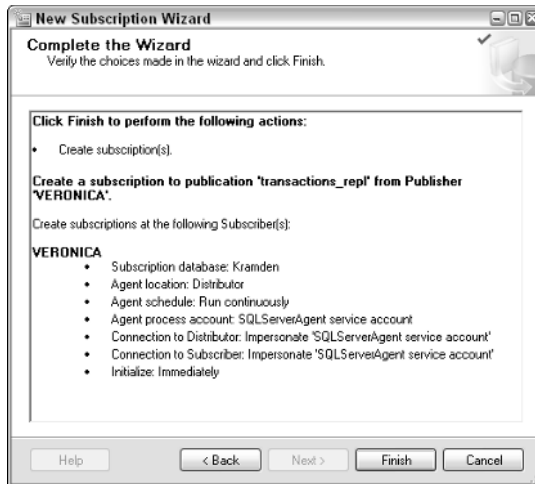 New Subscription Wizard
Complete the Wizard
Verify the choices made in the wizard and click Finish.
Click Finish to perform the following actions:
• Create subscription(s).
Create a subscription to publication 'transactions_repl' from Publisher
'VERONICA'.
Create subscriptions at the following Subscriber(s):
VERONICA
• Subscription database: Kramden
• Agent location: Distributor
• Agent schedule: Run continuously
• Agent process account: SQLServerAgent service account
• Connection to Distributor: Impersonate 'SQLServerAgent service account'
• Connection to Subscriber: Impersonate 'SQLServerAgent service account'
• Initialize: Immediately
Help
< Back
Next >
Finish
Cancel